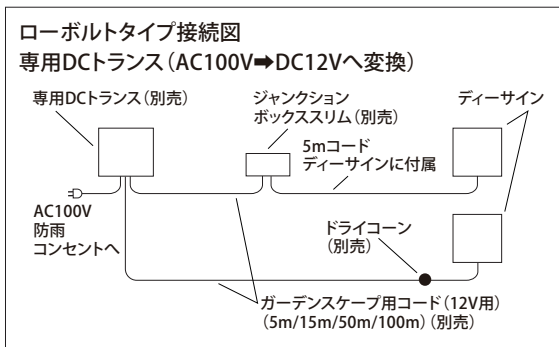 ローボルトタイプ接続図
専用DCトランス（AC100V➡DC12Vへ変換）
専用DCトランス（別売）
ジャンクション
ボックススリム（別売）
ディーサイン
5mコード
ディーサインに付属
AC100V
防雨
コンセントへ
ドライコーン
（別売）
ガーデンスケープ用コード（12V用）
（5m/15m/50m/100m）（別売）